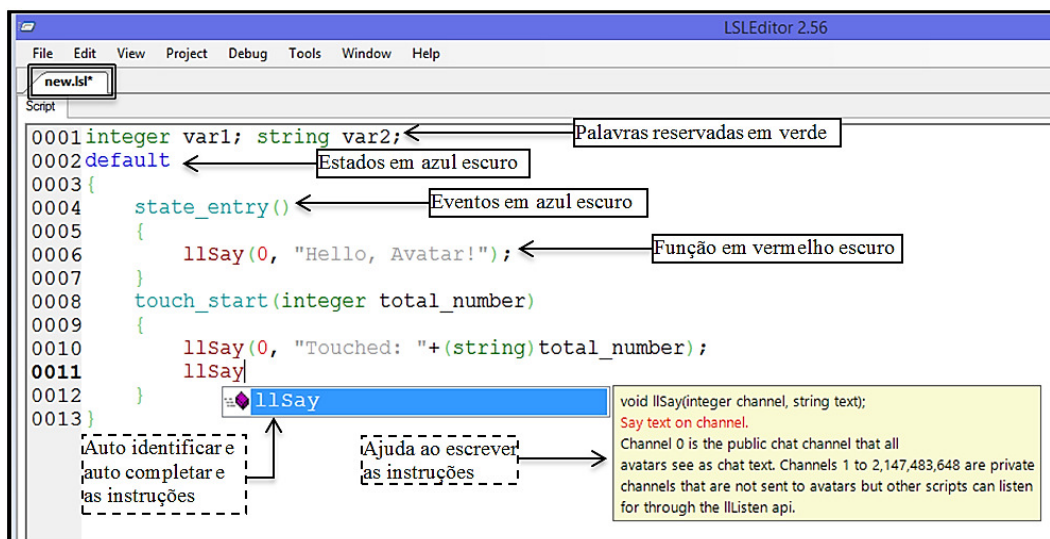 LSLEditor 2.56
File Edit View Project Debug Tools Window Help
new.lsl*
Script
0001 integer var1; string var2; Palavras reservadas em verde
0002 default Estados em azul escuro
0003 {
0004 state_entry() Eventos em azul escuro
0005 {
0006 llSay(0, "Hello, Avatar!"); Função em vermelho escuro
0007 }
0008 touch_start(integer total_number)
0009 {
0010 llSay(0, "Touched: "+(string)total_number);
0011 llSay
0012 }
0013 }
llSay
Auto identificar e
auto completar e
as instruções
Ajuda ao escrever
as instruções
void llSay(integer channel, string text);
Say text on channel.
Channel 0 is the public chat channel that all
avatars see as chat text. Channels 1 to 2,147,483,648 are private
channels that are not sent to avatars but other scripts can listen
for through the llListen api.